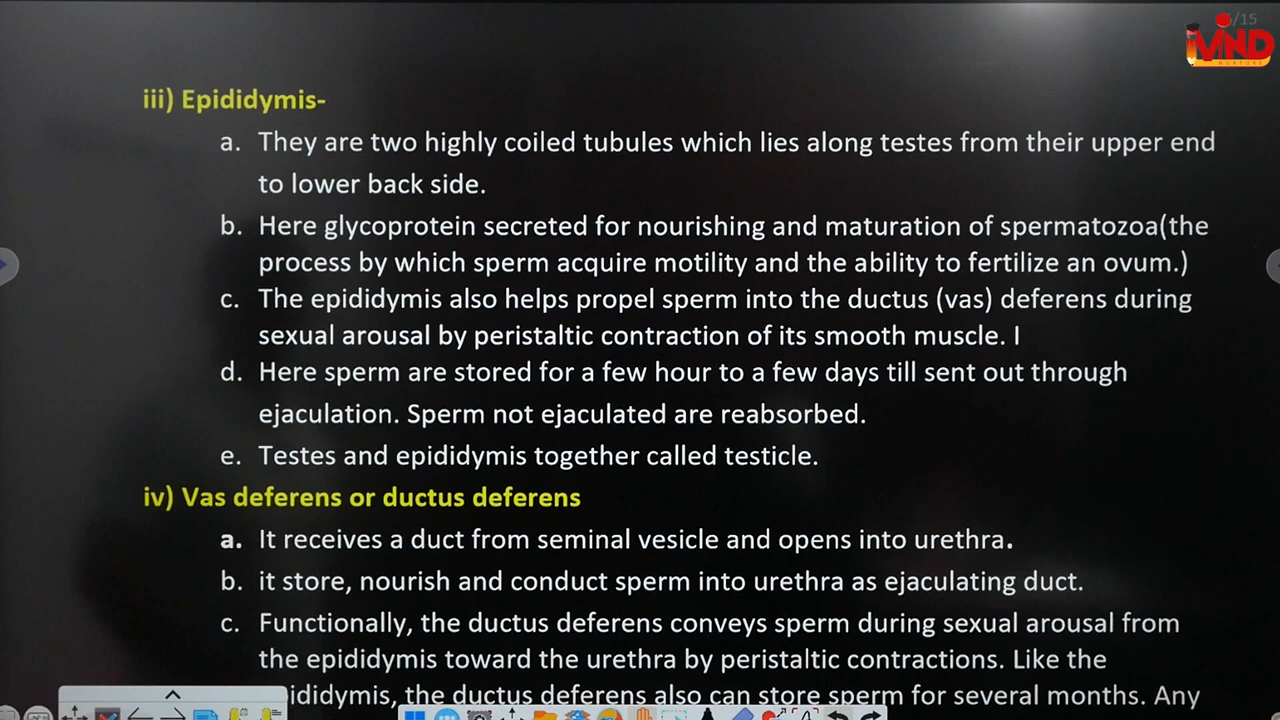 /15
iVIND
NURTURE
iii) Epididymis-
a. They are two highly coiled tubules which lies along testes from their upper end
to lower back side.
b. Here glycoprotein secreted for nourishing and maturation of spermatozoa(the
process by which sperm acquire motility and the ability to fertilize an ovum.)
c. The epididymis also helps propel sperm into the ductus (vas) deferens during
sexual arousal by peristaltic contraction of its smooth muscle. I
d. Here sperm are stored for a few hour to a few days till sent out through
ejaculation. Sperm not ejaculated are reabsorbed.
e. Testes and epididymis together called testicle.
iv) Vas deferens or ductus deferens
a. It receives a duct from seminal vesicle and opens into urethra.
b. it store, nourish and conduct sperm into urethra as ejaculating duct.
c. Functionally, the ductus deferens conveys sperm during sexual arousal from
the epididymis toward the urethra by peristaltic contractions. Like the
ididymis, the ductus deferens also can store sperm for several months. Any